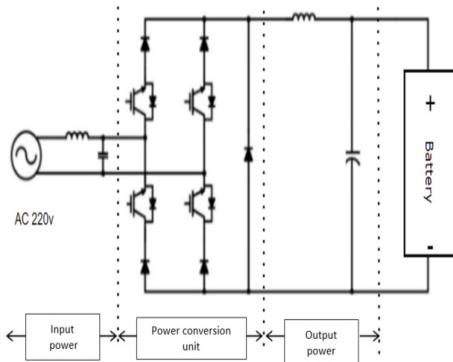 +
Battery
-
AC 220v
Input
power
Power conversion
unit
Output
power